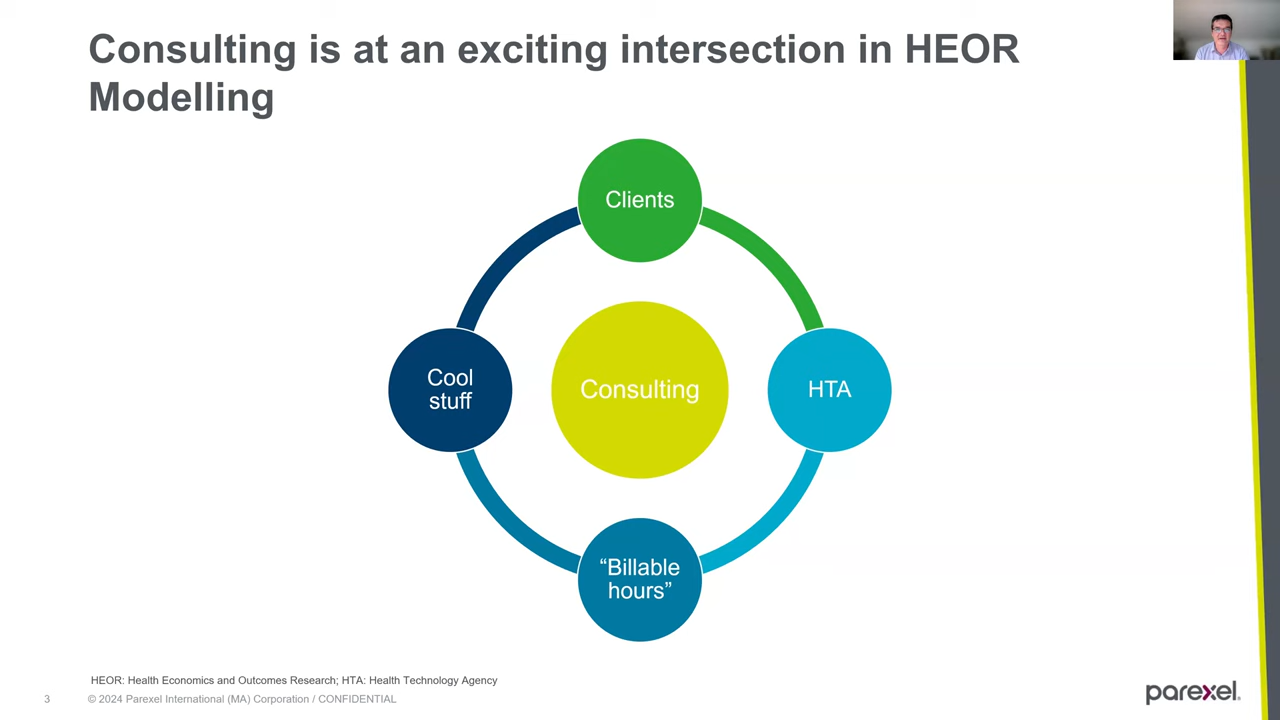 Consulting is at an exciting intersection in HEOR
Modelling
Clients
Cool
stuff
Consulting
HTA
“Billable
hours”
HEOR: Health Economics and Outcomes Research; HTA: Health Technology Agency
3
© 2024 Parexel International (MA) Corporation / CONFIDENTIAL
parexel.